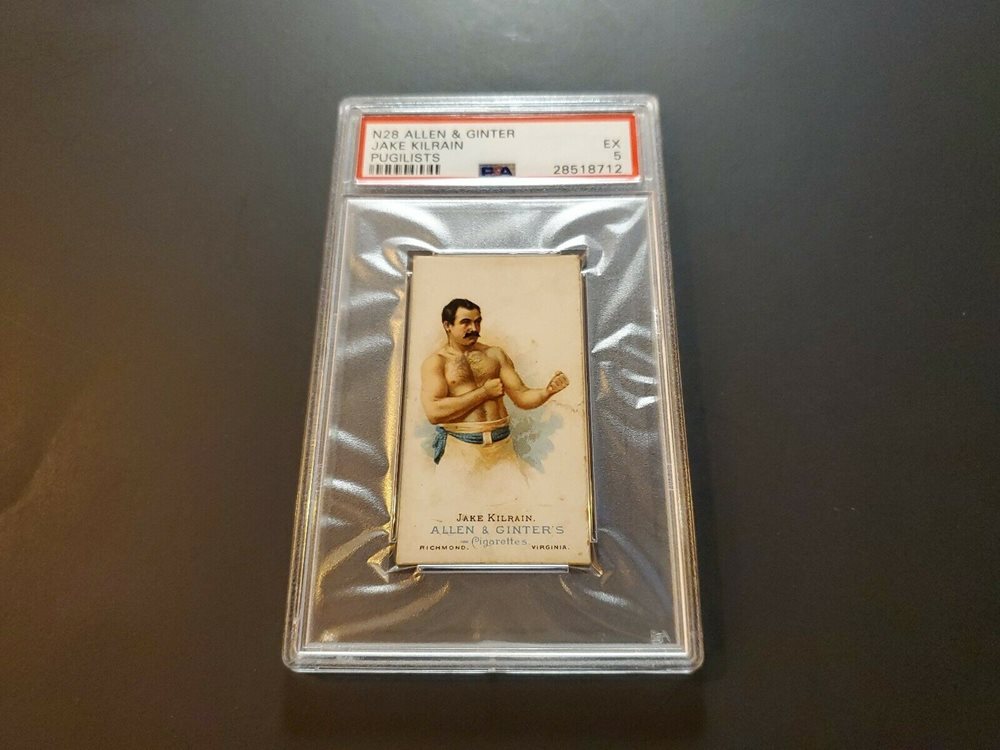 N28 ALLEN & GINTER
JAKE KILRAIN
EX
PUGILISTS
5
PSA
28518712
JAKE KILRAIN.
ALLEN & GINTER'S
Cigarettes.
RICHMOND. VIRGINIA.